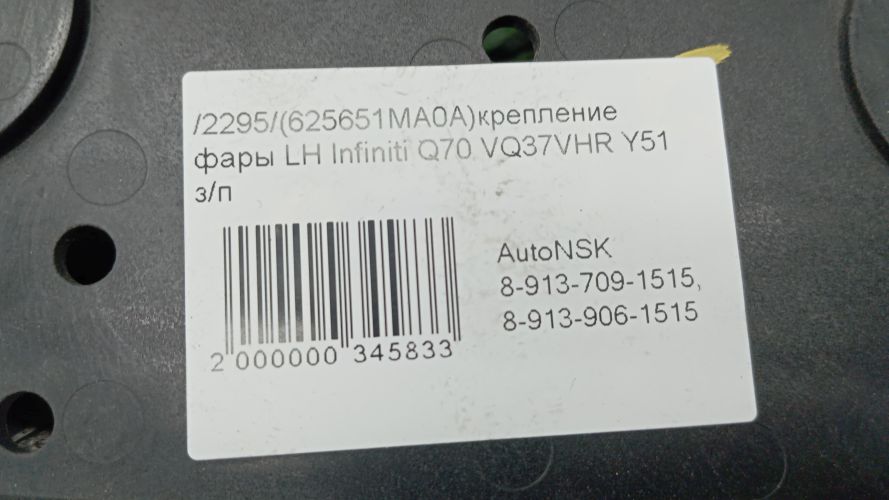 /2295/(625651MA0A)крепление
фары LH Infiniti Q70 VQ37VHR Y51
з/п
AutoNSK
8-913-709-1515,
8-913-906-1515
2 000000 345833